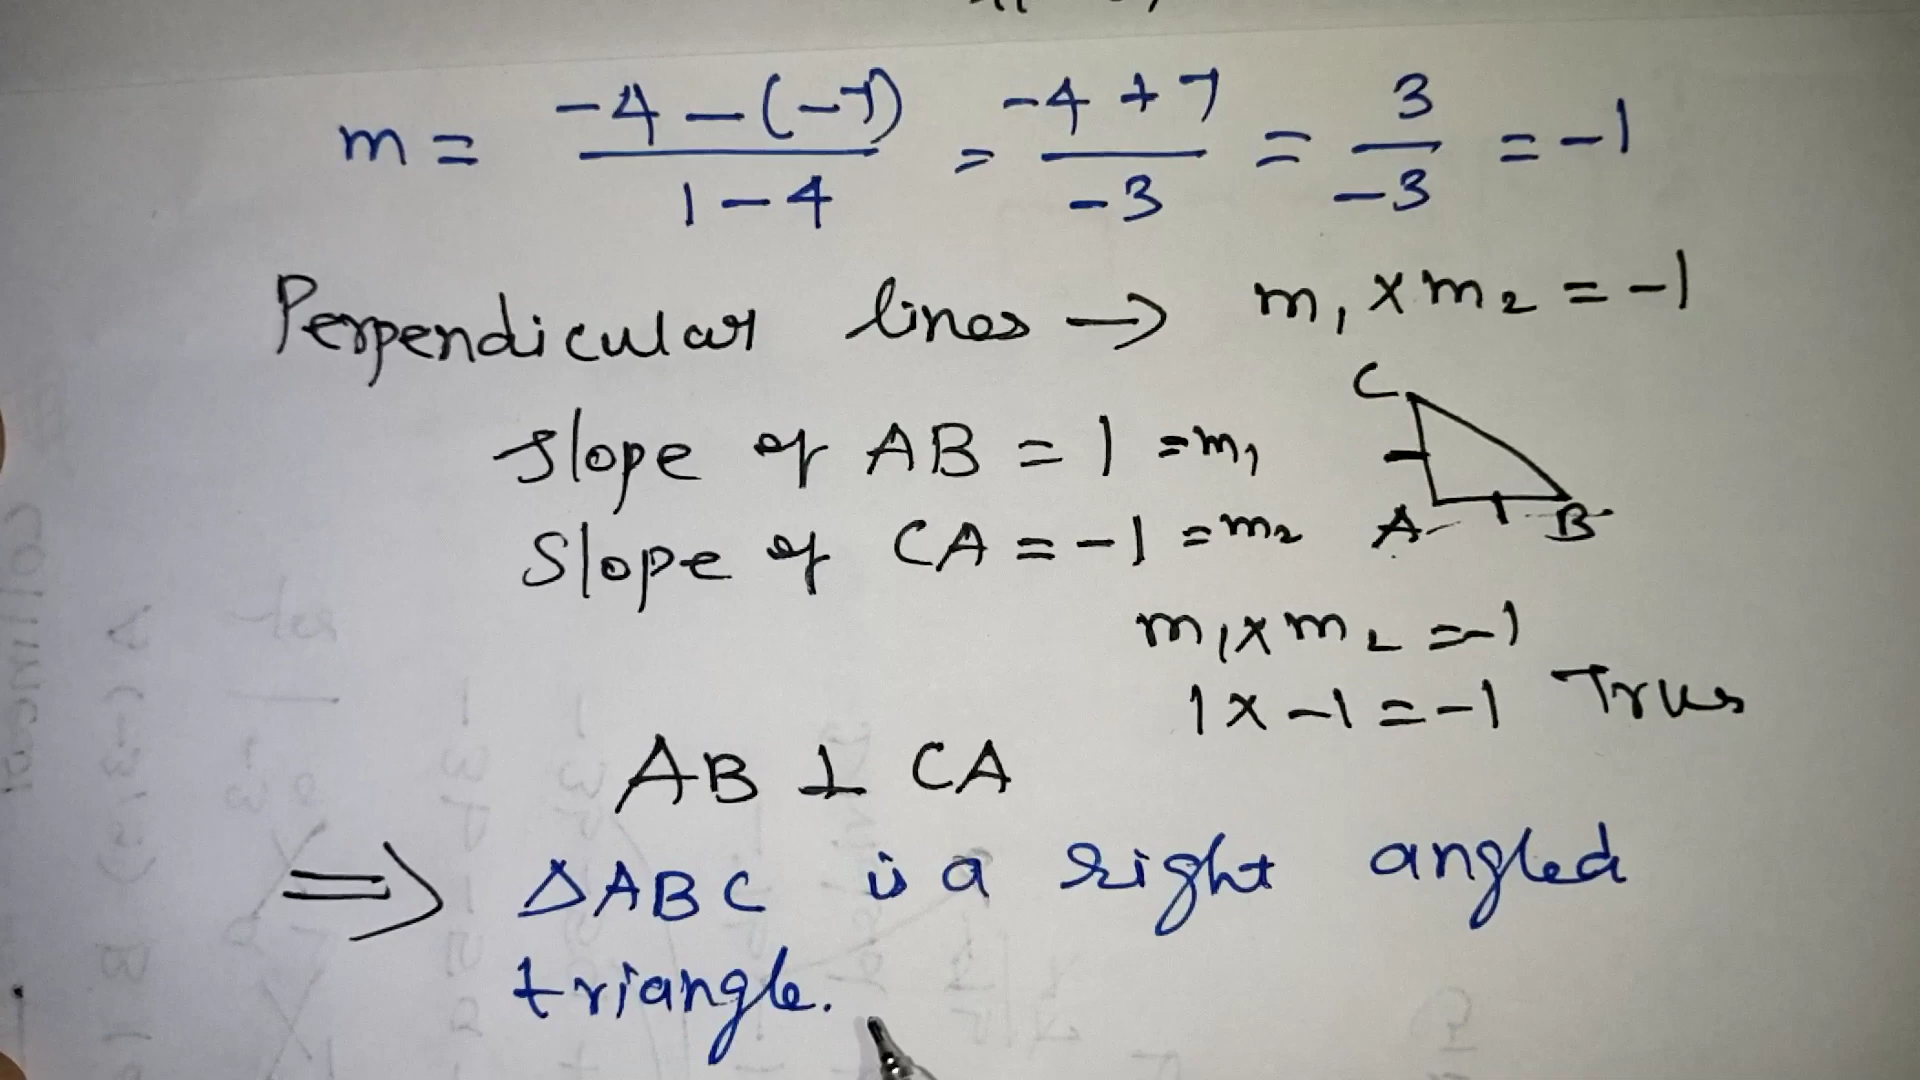 m = -4-(-7) / 1-4 = -4+7 / -3 = 3 / -3 = -1
Perpendicular lines → m₁ × m₂ = -1
C
Slope of AB = 1 = m₁
A B
Slope of CA = -1 = m₂
m₁ × m₂ = -1
1 × -1 = -1 True
AB ⊥ CA
⇒ ΔABC is a right angled
triangle.